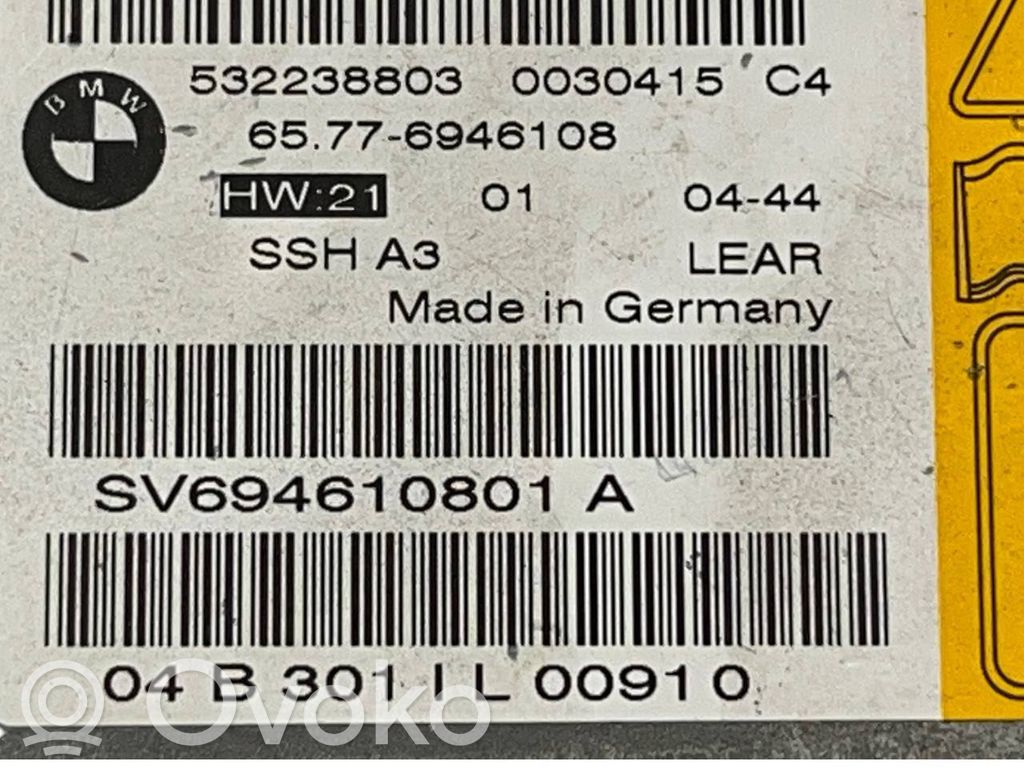 BMW
532238803 0030415 C4
65.77-6946108
HW:21 01 04-44
SSH A3 LEAR
Made in Germany
SV694610801 A
04 B 301 I L 00910
Ovoko